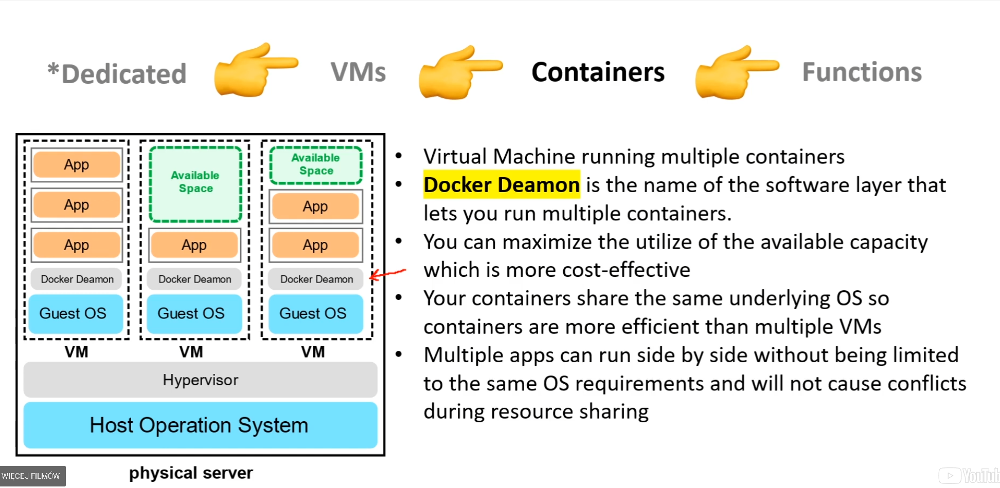 *Dedicated
VMs
Containers
Functions
App
App
App
Docker Deamon
Guest OS
VM
Available
Space
App
Docker Deamon
Guest OS
VM
Available
Space
App
App
Docker Deamon
Guest OS
VM
Hypervisor
Host Operation System
physical server
• Virtual Machine running multiple containers
• Docker Deamon is the name of the software layer that
lets you run multiple containers.
• You can maximize the utilize of the available capacity
which is more cost-effective
• Your containers share the same underlying OS so
containers are more efficient than multiple VMs
• Multiple apps can run side by side without being limited
to the same OS requirements and will not cause conflicts
during resource sharing
WIĘCEJ FILMÓW
YouTub